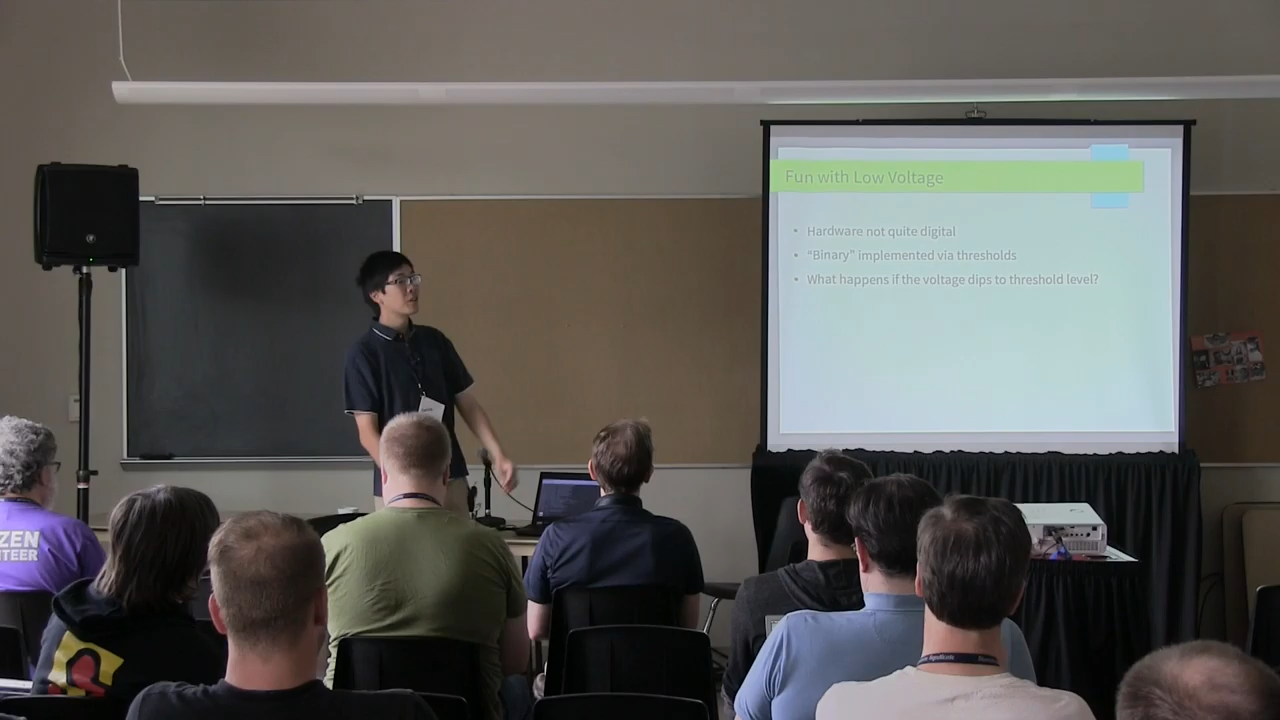 Fun with Low Voltage
• Hardware not quite digital
• “Binary” implemented via thresholds
• What happens if the voltage dips to threshold level?
ZEN
NTEER